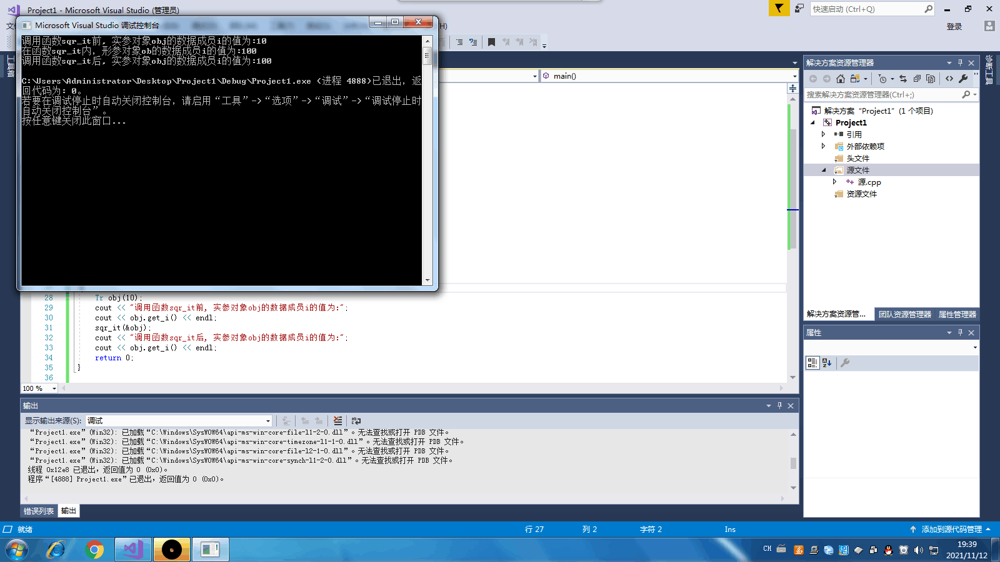 Project1 - Microsoft Visual Studio (管理员)
快速启动 (Ctrl+Q)
文
H)
登录
Microsoft Visual Studio 调试控制台
调用函数sqr_it前, 实参对象obj的数据成员i的值为:10
在函数sqr_it内, 形参对象ob的数据成员i的值为:100
调用函数sqr_it后, 实参对象obj的数据成员i的值为:100
C:\Users\Administrator\Desktop\Project1\Debug\Project1.exe (进程 4888)已退出, 返
回代码为: 0。
若要在调试停止时自动关闭控制台, 请启用“工具”->“选项”->“调试”->“调试停止时
自动关闭控制台”。
按任意键关闭此窗口...
工具箱
main()
28 Tr obj(10);
29 cout << "调用函数sqr_it前, 实参对象obj的数据成员i的值为:";
30 cout << obj.get_i() << endl;
31 sqr_it(&obj);
32 cout << "调用函数sqr_it后, 实参对象obj的数据成员i的值为:";
33 cout << obj.get_i() << endl;
34 return 0;
35 }
36
100 %
输出
显示输出来源(S): 调试
“Project1.exe”(Win32): 已加载“C:\Windows\SysWOW64\api-ms-win-core-file-l1-2-0.dll”。无法查找或打开 PDB 文件。
“Project1.exe”(Win32): 已加载“C:\Windows\SysWOW64\api-ms-win-core-timezone-l1-1-0.dll”。无法查找或打开 PDB 文件。
“Project1.exe”(Win32): 已加载“C:\Windows\SysWOW64\api-ms-win-core-file-l2-1-0.dll”。无法查找或打开 PDB 文件。
“Project1.exe”(Win32): 已加载“C:\Windows\SysWOW64\api-ms-win-core-synch-l1-2-0.dll”。无法查找或打开 PDB 文件。
线程 0x12e8 已退出，返回值为 0 (0x0)。
程序“[4888] Project1.exe”已退出，返回值为 0 (0x0)。
错误列表 输出
解决方案资源管理器
搜索解决方案资源管理器(Ctrl+;)
解决方案“Project1”(1 个项目)
Project1
引用
外部依赖项
头文件
源文件
源.cpp
资源文件
解决方案资源管... 团队资源管理器 属性管理器
属性
诊断工具
就绪
行 27 列 2 字符 2 Ins
添加到源代码管理
CH
19:39
2021/11/12